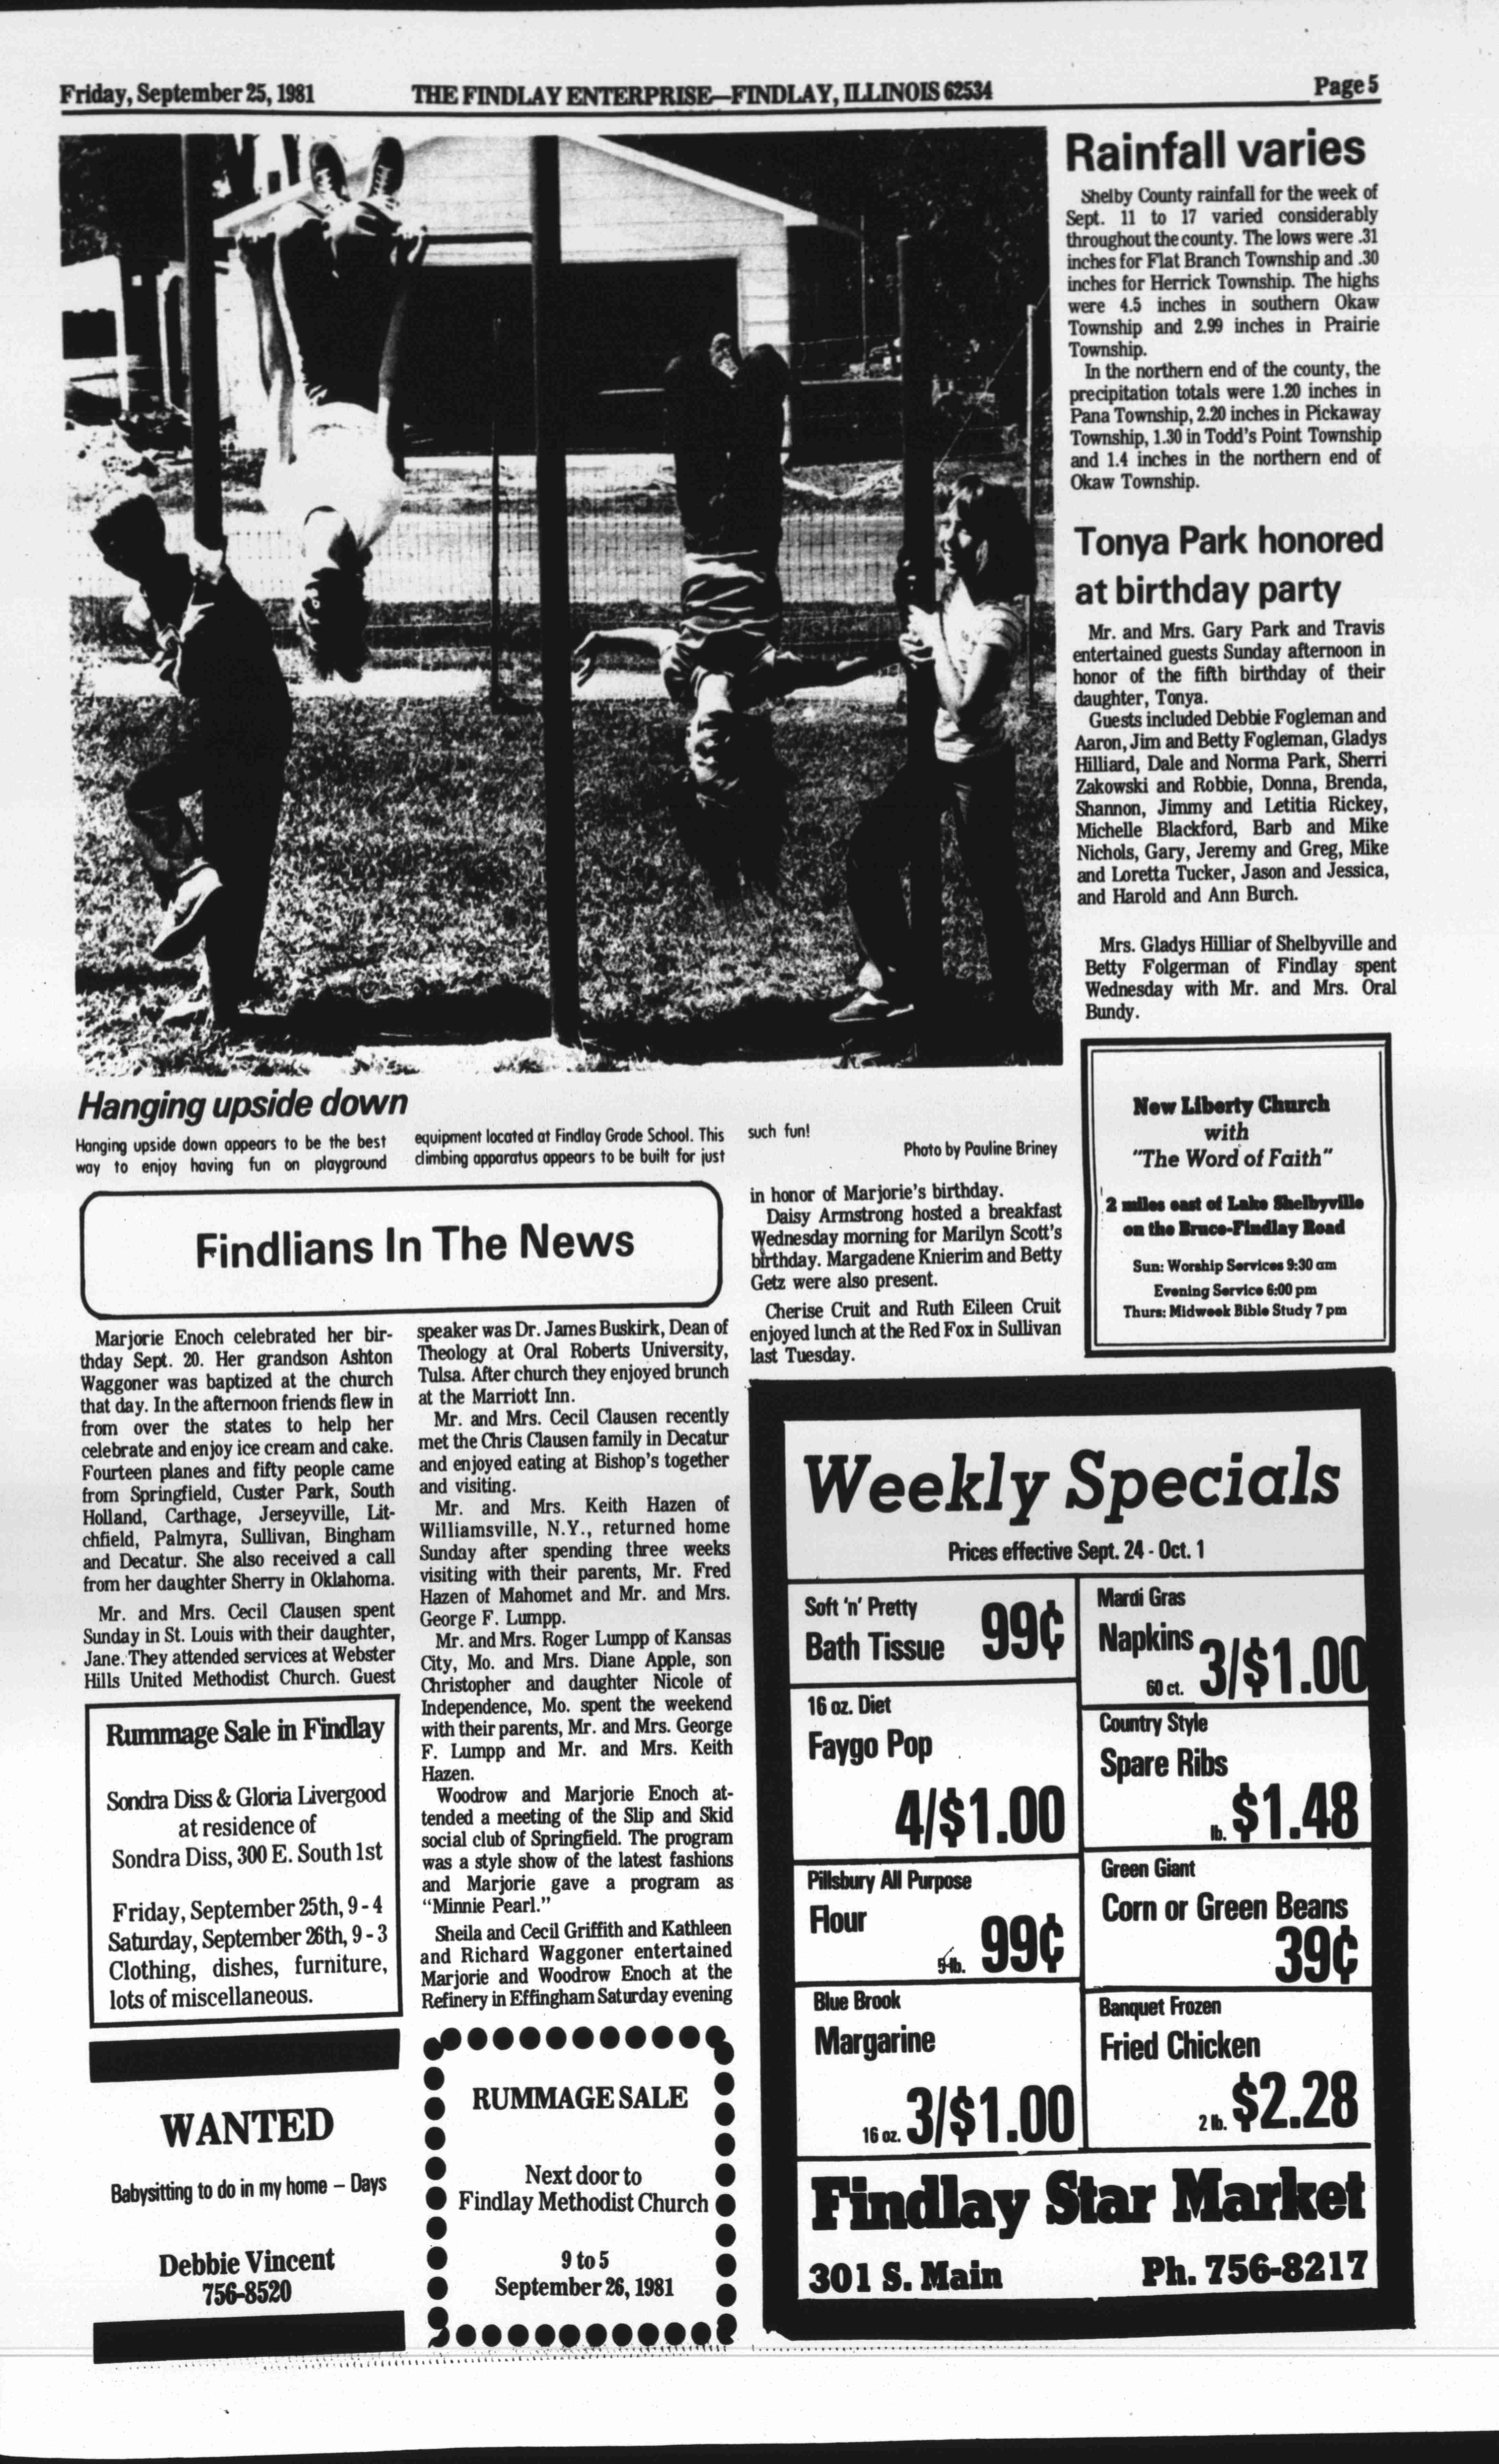 Friday, September 25, 1981
THE FINDLAY ENTERPRISE—FINDLAY, ILLINOIS 62534
Page 5
Hanging upside down
Hanging upside down appears to be the best
way to enjoy having fun on playground
equipment located at Findlay Grade School. This
climbing apparatus appears to be built for just
such fun!
Photo by Pauline Briney
Rainfall varies
Shelby County rainfall for the week of
Sept. 11 to 17 varied considerably
throughout the county. The lows were .31
inches for Flat Branch Township and .30
inches for Herrick Township. The highs
were 4.5 inches in southern Okaw
Township and 2.99 inches in Prairie
Township.
In the northern end of the county, the
precipitation totals were 1.20 inches in
Pana Township, 2.20 inches in Pickaway
Township, 1.30 in Todd's Point Township
and 1.4 inches in the northern end of
Okaw Township.
Tonya Park honored
at birthday party
Mr. and Mrs. Gary Park and Travis
entertained guests Sunday afternoon in
honor of the fifth birthday of their
daughter, Tonya.
Guests included Debbie Fogleman and
Aaron, Jim and Betty Fogleman, Gladys
Hilliard, Dale and Norma Park, Sherri
Zakowski and Robbie, Donna, Brenda,
Shannon, Jimmy and Letitia Rickey,
Michelle Blackford, Barb and Mike
Nichols, Gary, Jeremy and Greg, Mike
and Loretta Tucker, Jason and Jessica,
and Harold and Ann Burch.
Mrs. Gladys Hilliar of Shelbyville and
Betty Folgerman of Findlay spent
Wednesday with Mr. and Mrs. Oral
Bundy.
New Liberty Church
with
"The Word of Faith"
2 miles east of Lake Shelbyville
on the Bruce-Findlay Road
Sun: Worship Services 9:30 am
Evening Service 6:00 pm
Thurs: Midweek Bible Study 7 pm
Findlians In The News
Marjorie Enoch celebrated her bir-
thday Sept. 20. Her grandson Ashton
Waggoner was baptized at the church
that day. In the afternoon friends flew in
from over the states to help her
celebrate and enjoy ice cream and cake.
Fourteen planes and fifty people came
from Springfield, Custer Park, South
Holland, Carthage, Jerseyville, Lit-
chfield, Palmyra, Sullivan, Bingham
and Decatur. She also received a call
from her daughter Sherry in Oklahoma.
Mr. and Mrs. Cecil Clausen spent
Sunday in St. Louis with their daughter,
Jane. They attended services at Webster
Hills United Methodist Church. Guest
speaker was Dr. James Buskirk, Dean of
Theology at Oral Roberts University,
Tulsa. After church they enjoyed brunch
at the Marriott Inn.
Mr. and Mrs. Cecil Clausen recently
met the Chris Clausen family in Decatur
and enjoyed eating at Bishop's together
and visiting.
Mr. and Mrs. Keith Hazen of
Williamsville, N.Y., returned home
Sunday after spending three weeks
visiting with their parents, Mr. Fred
Hazen of Mahomet and Mr. and Mrs.
George F. Lumpp.
Mr. and Mrs. Roger Lumpp of Kansas
City, Mo. and Mrs. Diane Apple, son
Christopher and daughter Nicole of
Independence, Mo. spent the weekend
with their parents, Mr. and Mrs. George
F. Lumpp and Mr. and Mrs. Keith
Hazen.
Woodrow and Marjorie Enoch at-
tended a meeting of the Slip and Skid
social club of Springfield. The program
was a style show of the latest fashions
and Marjorie gave a program as
"Minnie Pearl."
Sheila and Cecil Griffith and Kathleen
and Richard Waggoner entertained
Marjorie and Woodrow Enoch at the
Refinery in Effingham Saturday evening
in honor of Marjorie's birthday.
Daisy Armstrong hosted a breakfast
Wednesday morning for Marilyn Scott's
birthday. Margadene Knierim and Betty
Getz were also present.
Cherise Cruit and Ruth Eileen Cruit
enjoyed lunch at the Red Fox in Sullivan
last Tuesday.
Rummage Sale in Findlay
Sondra Diss & Gloria Livergood
at residence of
Sondra Diss, 300 E. South 1st
Friday, September 25th, 9 - 4
Saturday, September 26th, 9 - 3
Clothing, dishes, furniture,
lots of miscellaneous.
WANTED
Babysitting to do in my home – Days
Debbie Vincent
756-8520
RUMMAGE SALE
Next door to
Findlay Methodist Church
9 to 5
September 26, 1981
Weekly Specials
Prices effective Sept. 24 - Oct. 1
Soft 'n' Pretty
Bath Tissue 99¢
Mardi Gras
Napkins
60 ct. 3/$1.00
16 oz. Diet
Faygo Pop
4/$1.00
Country Style
Spare Ribs
lb. $1.48
Pillsbury All Purpose
Flour
5-lb. 99¢
Green Giant
Corn or Green Beans
39¢
Blue Brook
Margarine
16 oz. 3/$1.00
Banquet Frozen
Fried Chicken
2 lb. $2.28
Findlay Star Market
301 S. Main Ph. 756-8217